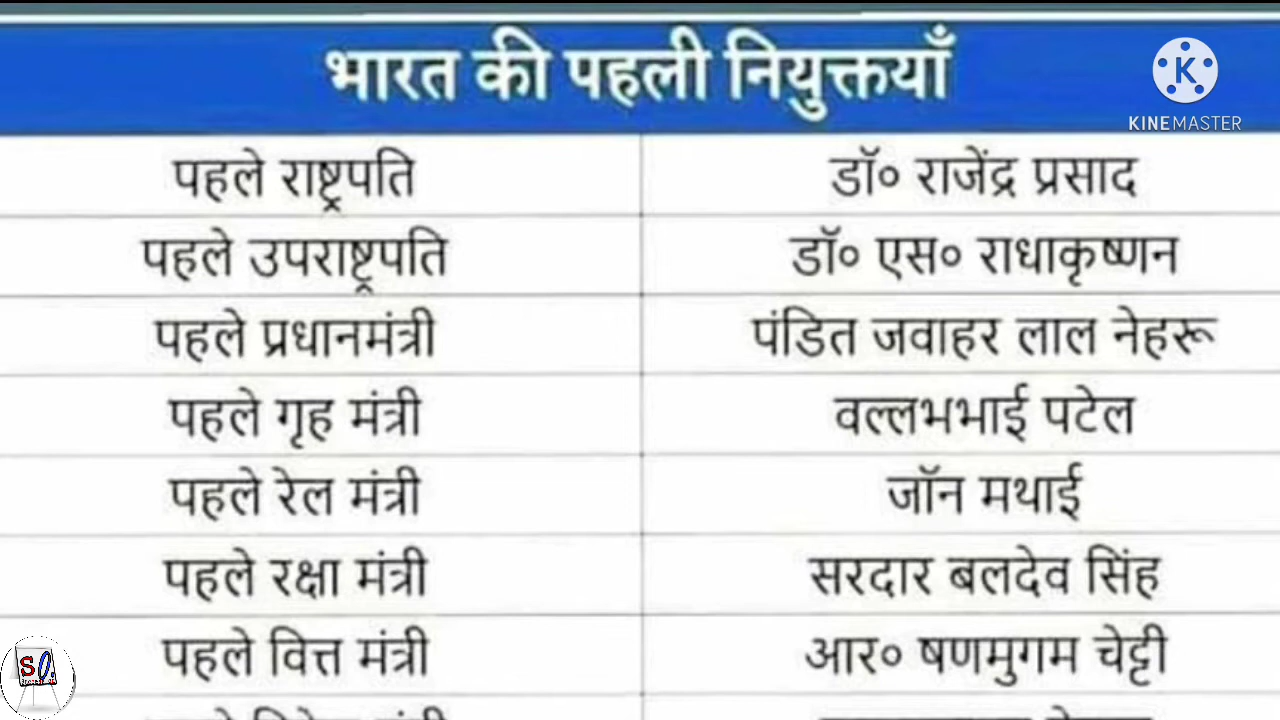 भारत की पहली नियुक्तयाँ
KINEMASTER
पहले राष्ट्रपति डॉ० राजेंद्र प्रसाद
पहले उपराष्ट्रपति डॉ० एस० राधाकृष्णन
पहले प्रधानमंत्री पंडित जवाहर लाल नेहरू
पहले गृह मंत्री वल्लभभाई पटेल
पहले रेल मंत्री जॉन मथाई
पहले रक्षा मंत्री सरदार बलदेव सिंह
पहले वित्त मंत्री आर० षणमुगम चेट्टी